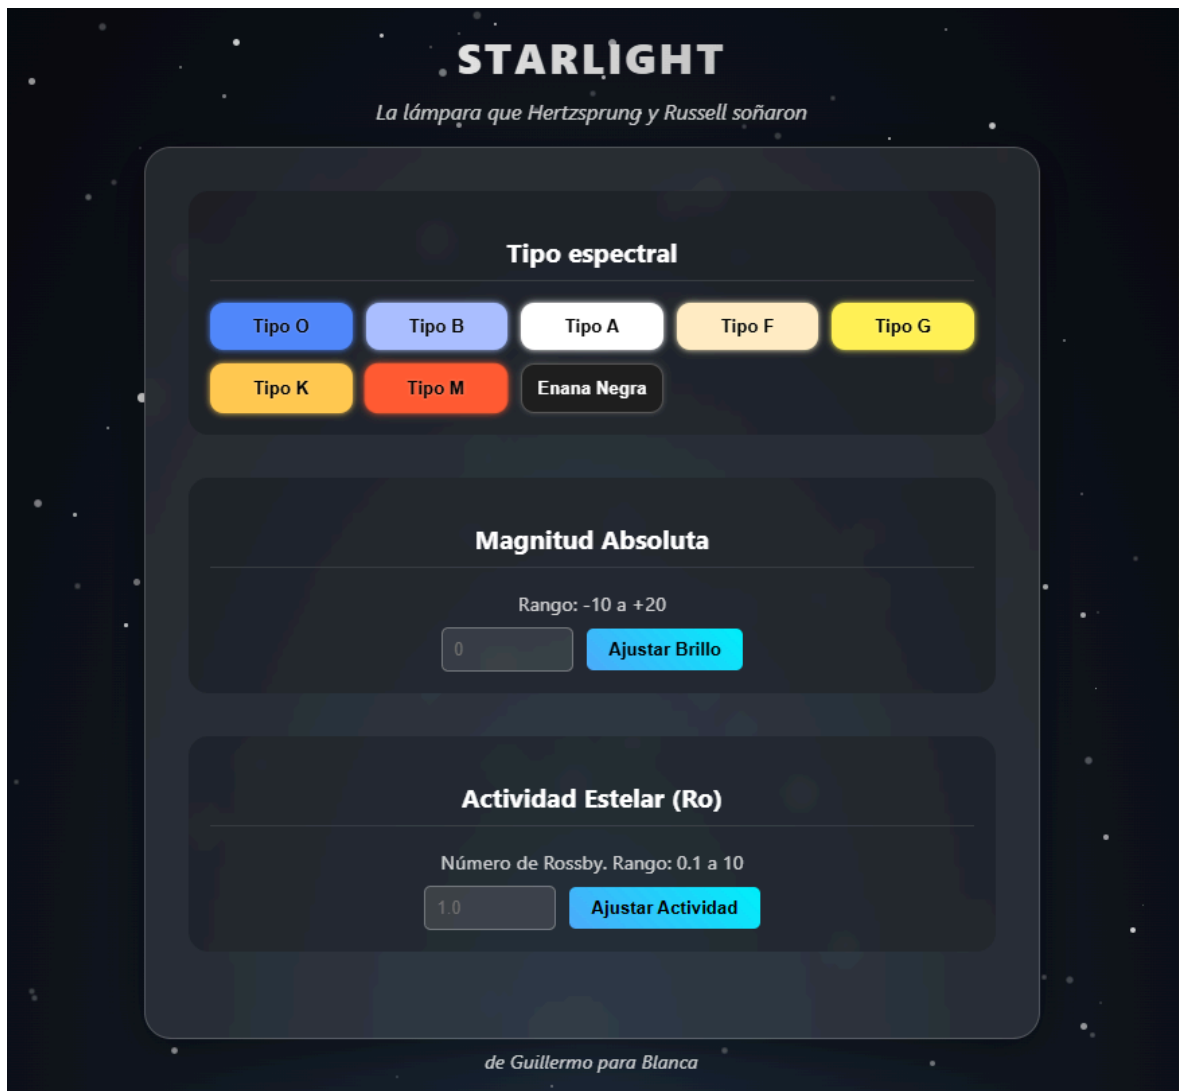 STARLIGHT
La lámpara que Hertzsprung y Russell soñaron
Tipo espectral
Tipo O Tipo B Tipo A Tipo F Tipo G
Tipo K Tipo M Enana Negra
Magnitud Absoluta
Rango: -10 a +20
0 Ajustar Brillo
Actividad Estelar (Ro)
Número de Rossby. Rango: 0.1 a 10
1.0 Ajustar Actividad
de Guillermo para Blanca